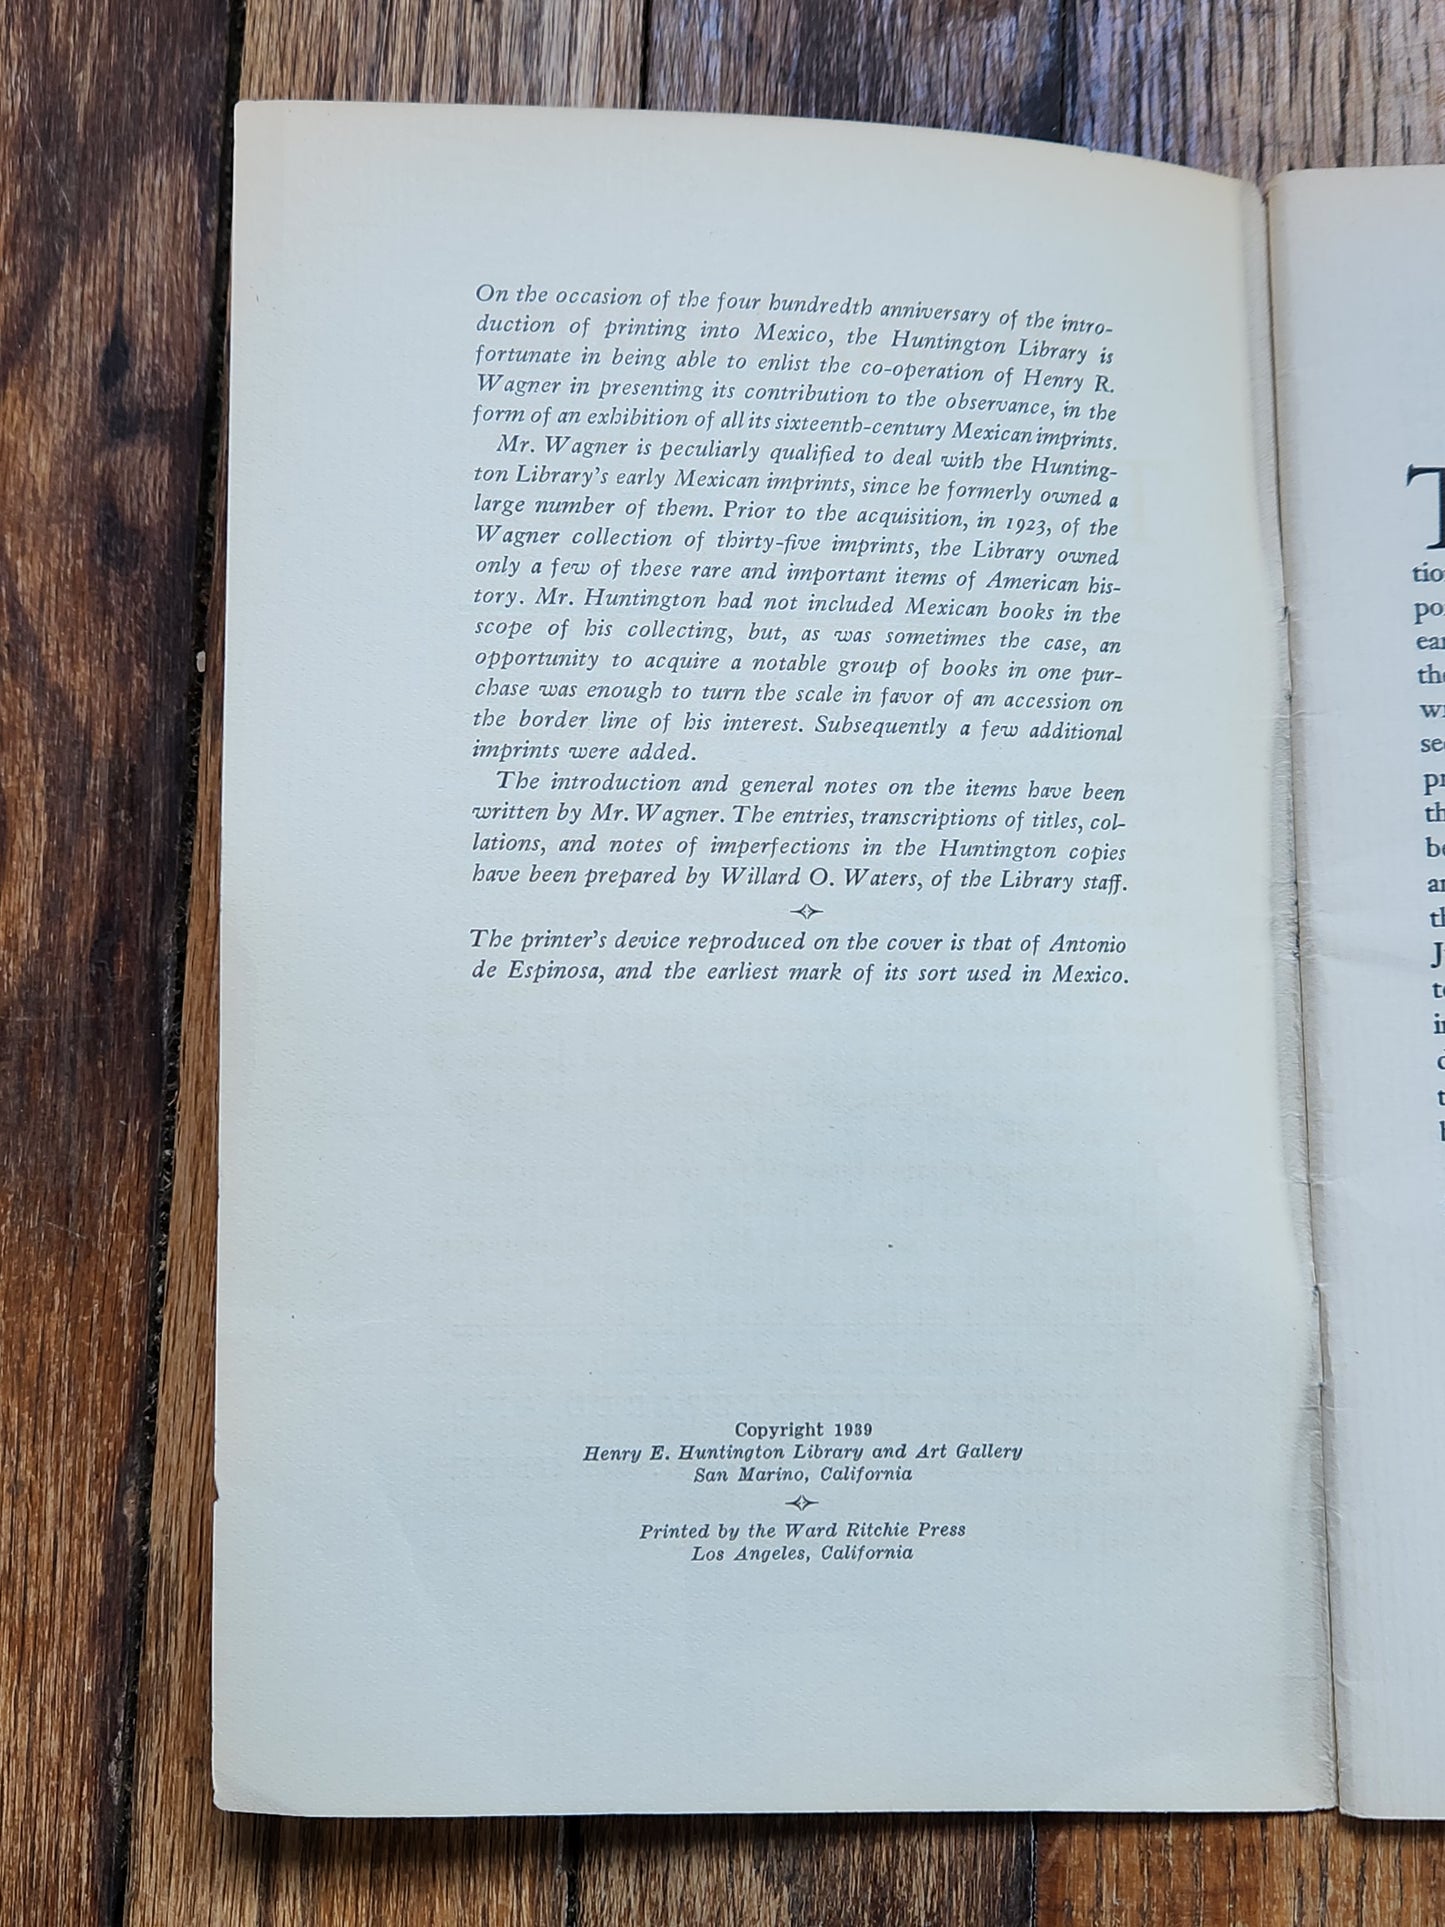 On the occasion of the four hundredth anniversary of the intro-
duction of printing into Mexico, the Huntington Library is
fortunate in being able to enlist the co-operation of Henry R.
Wagner in presenting its contribution to the observance, in the
form of an exhibition of all its sixteenth-century Mexican imprints.
Mr. Wagner is peculiarly qualified to deal with the Hunting-
ton Library's early Mexican imprints, since he formerly owned a
large number of them. Prior to the acquisition, in 1923, of the
Wagner collection of thirty-five imprints, the Library owned
only a few of these rare and important items of American his-
tory. Mr. Huntington had not included Mexican books in the
scope of his collecting, but, as was sometimes the case, an
opportunity to acquire a notable group of books in one pur-
chase was enough to turn the scale in favor of an accession on
the border line of his interest. Subsequently a few additional
imprints were added.
The introduction and general notes on the items have been
written by Mr. Wagner. The entries, transcriptions of titles, col-
lations, and notes of imperfections in the Huntington copies
have been prepared by Willard O. Waters, of the Library staff.
The printer's device reproduced on the cover is that of Antonio
de Espinosa, and the earliest mark of its sort used in Mexico.
Copyright 1939
Henry E. Huntington Library and Art Gallery
San Marino, California
Printed by the Ward Ritchie Press
Los Angeles, California